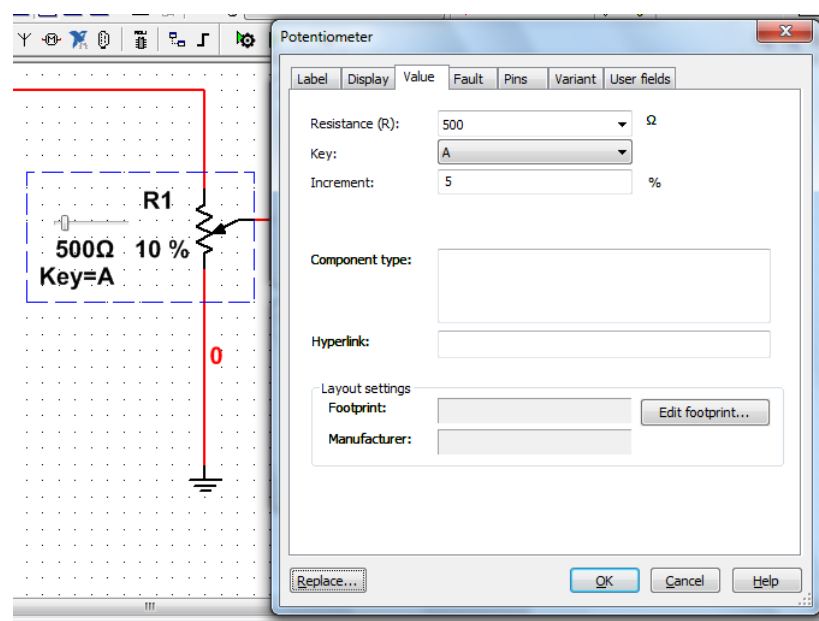 Potentiometer
Label Display Value Fault Pins Variant User fields
Resistance (R): 500 Ω
Key: A
Increment: 5 %
R1
500Ω 10 %
Key=A
0
Component type:
Hyperlink:
Layout settings
Footprint:
Edit footprint...
Manufacturer:
Replace... OK Cancel Help